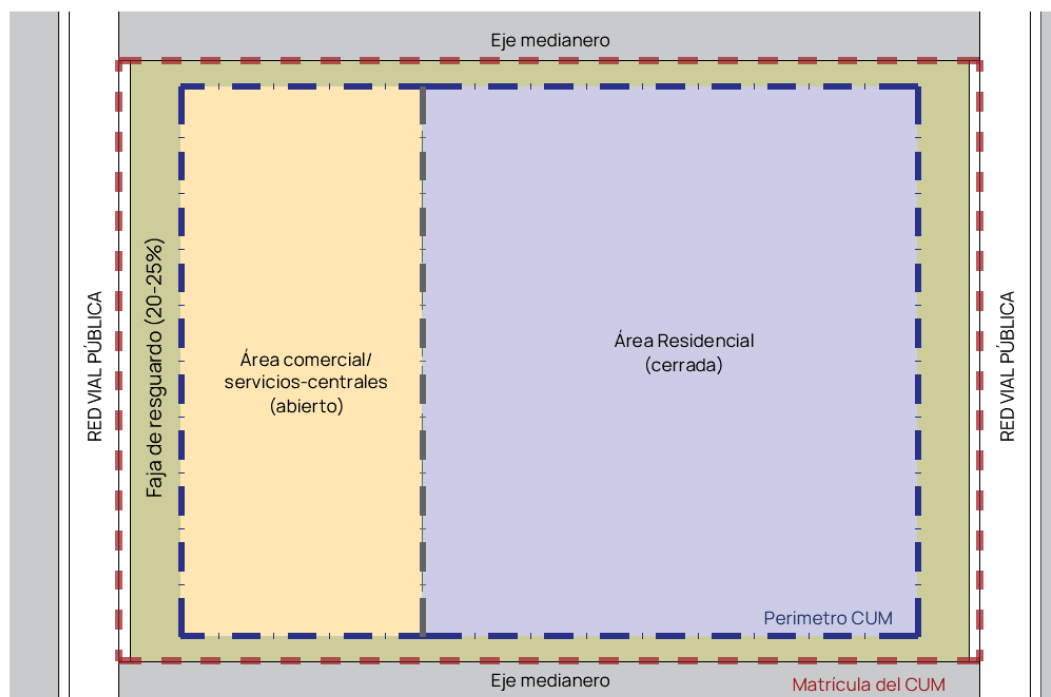 Eje medianero
RED VIAL PÚBLICA
Faja de resguardo (20-25%)
Área comercial/
servicios-centrales
(abierto)
Área Residencial
(cerrada)
RED VIAL PÚBLICA
Perimetro CUM
Eje medianero
Matrícula del CUM